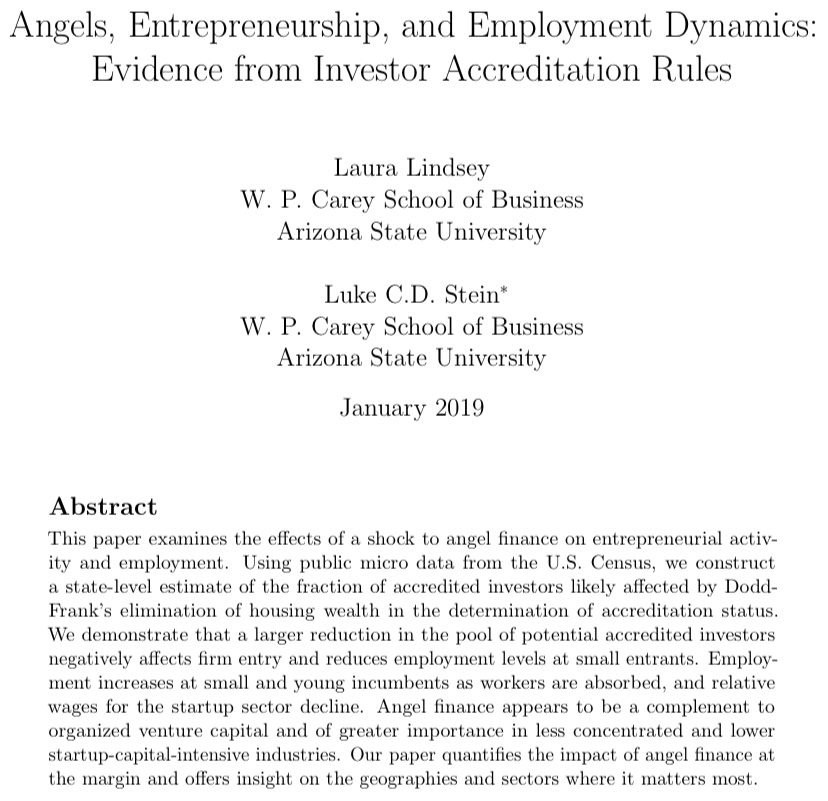 Angels, Entrepreneurship, and Employment Dynamics:
Evidence from Investor Accreditation Rules
Laura Lindsey
W. P. Carey School of Business
Arizona State University
Luke C.D. Stein*
W. P. Carey School of Business
Arizona State University
January 2019
Abstract
This paper examines the effects of a shock to angel finance on entrepreneurial activ-
ity and employment. Using public micro data from the U.S. Census, we construct
a state-level estimate of the fraction of accredited investors likely affected by Dodd-
Frank's elimination of housing wealth in the determination of accreditation status.
We demonstrate that a larger reduction in the pool of potential accredited investors
negatively affects firm entry and reduces employment levels at small entrants. Employ-
ment increases at small and young incumbents as workers are absorbed, and relative
wages for the startup sector decline. Angel finance appears to be a complement to
organized venture capital and of greater importance in less concentrated and lower
startup-capital-intensive industries. Our paper quantifies the impact of angel finance at
the margin and offers insight on the geographies and sectors where it matters most.